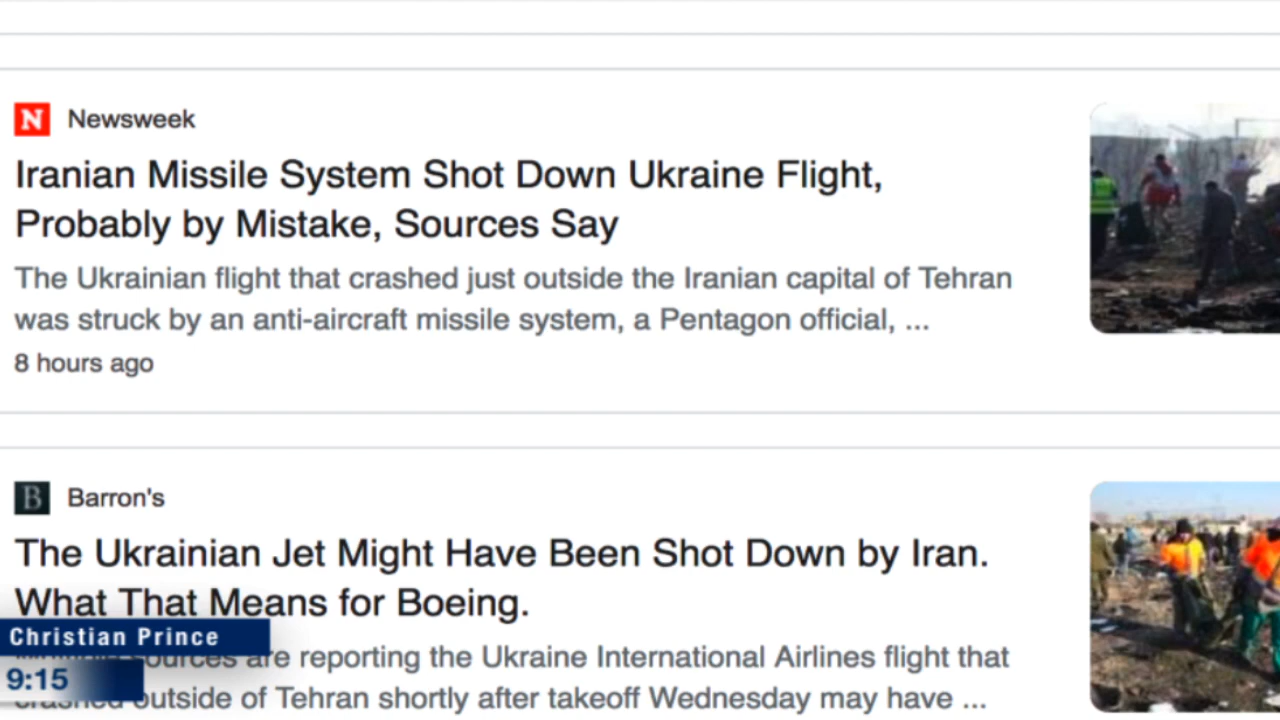 N Newsweek
Iranian Missile System Shot Down Ukraine Flight,
Probably by Mistake, Sources Say
The Ukrainian flight that crashed just outside the Iranian capital of Tehran
was struck by an anti-aircraft missile system, a Pentagon official, ...
8 hours ago
B Barron's
The Ukrainian Jet Might Have Been Shot Down by Iran.
What That Means for Boeing.
Christian Prince
sources are reporting the Ukraine International Airlines flight that
9:15
crashed outside of Tehran shortly after takeoff Wednesday may have ...